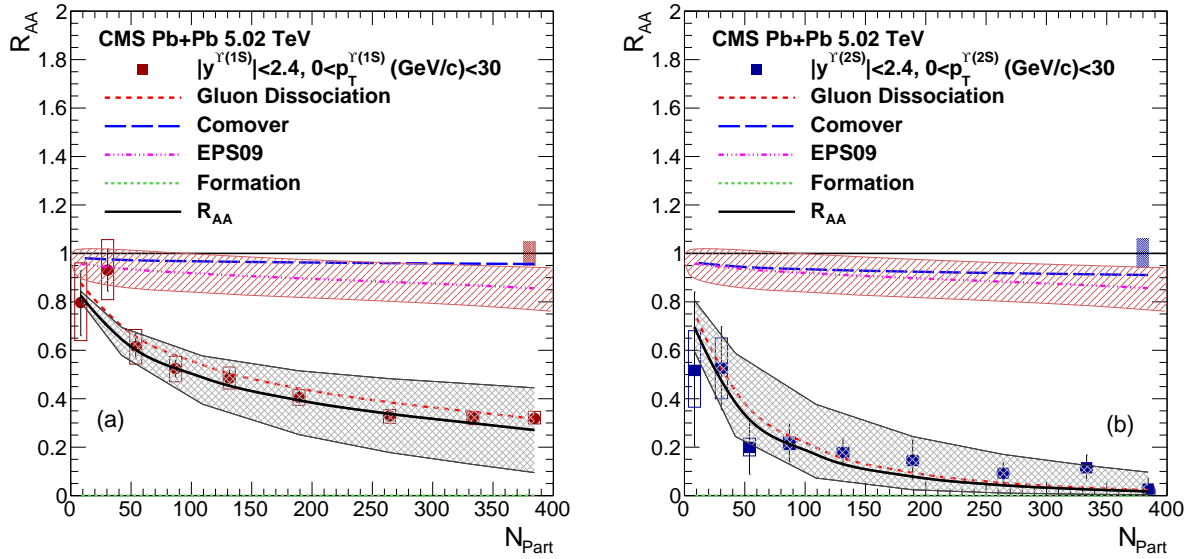 R_AA
2
1.8
1.6
1.4
1.2
1
0.8
0.6
0.4
0.2
0
CMS Pb+Pb 5.02 TeV
|y^ϒ(1S)|<2.4, 0<p_T^ϒ(1S) (GeV/c)<30
Gluon Dissociation
Comover
EPS09
Formation
R_AA
(a)
0 50 100 150 200 250 300 350 400
N_Part
R_AA
2
1.8
1.6
1.4
1.2
1
0.8
0.6
0.4
0.2
0
CMS Pb+Pb 5.02 TeV
|y^ϒ(2S)|<2.4, 0<p_T^ϒ(2S) (GeV/c)<30
Gluon Dissociation
Comover
EPS09
Formation
R_AA
(b)
0 50 100 150 200 250 300 350 400
N_Part